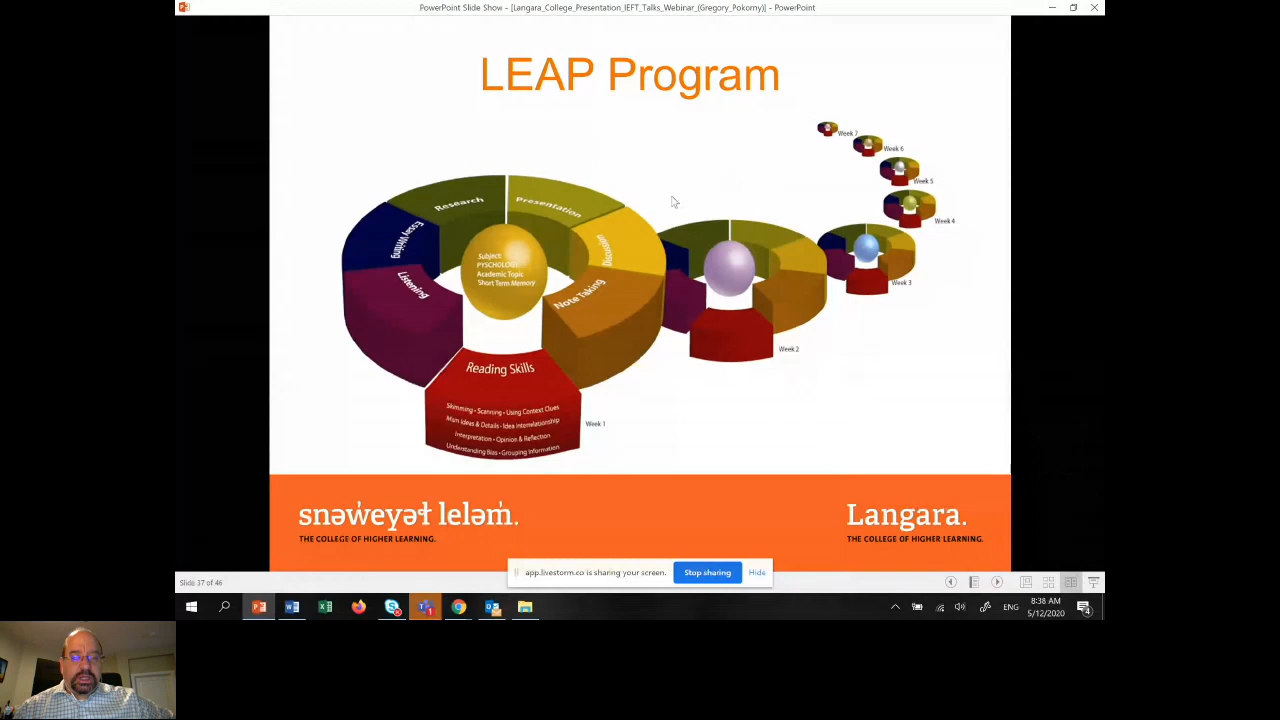 PowerPoint Slide Show - [Langara_College_Presentation_IEFT_Talks_Webinar_(Gregory_Pokorny)] - PowerPoint
LEAP Program
Week 7
Week 6
Week 5
Week 4
Week 3
Week 2
Week 1
Research
Presentation
Essay Writing
Discussion
Listening
Note Taking
Subject:
PYSCHOLOGY
Academic Topic
Short Term Memory
Reading Skills
Skimming • Scanning • Using Context Clues
Main Ideas & Details • Idea interrelationship
Interpretation • Opinion & Reflection
Understanding Bias • Grouping Information
snəw̓eyəɬ leləm̓.
THE COLLEGE OF HIGHER LEARNING.
Langara.
THE COLLEGE OF HIGHER LEARNING.
app.livestorm.co is sharing your screen.
Stop sharing
Hide
Slide 37 of 46
ENG
8:38 AM
5/12/2020